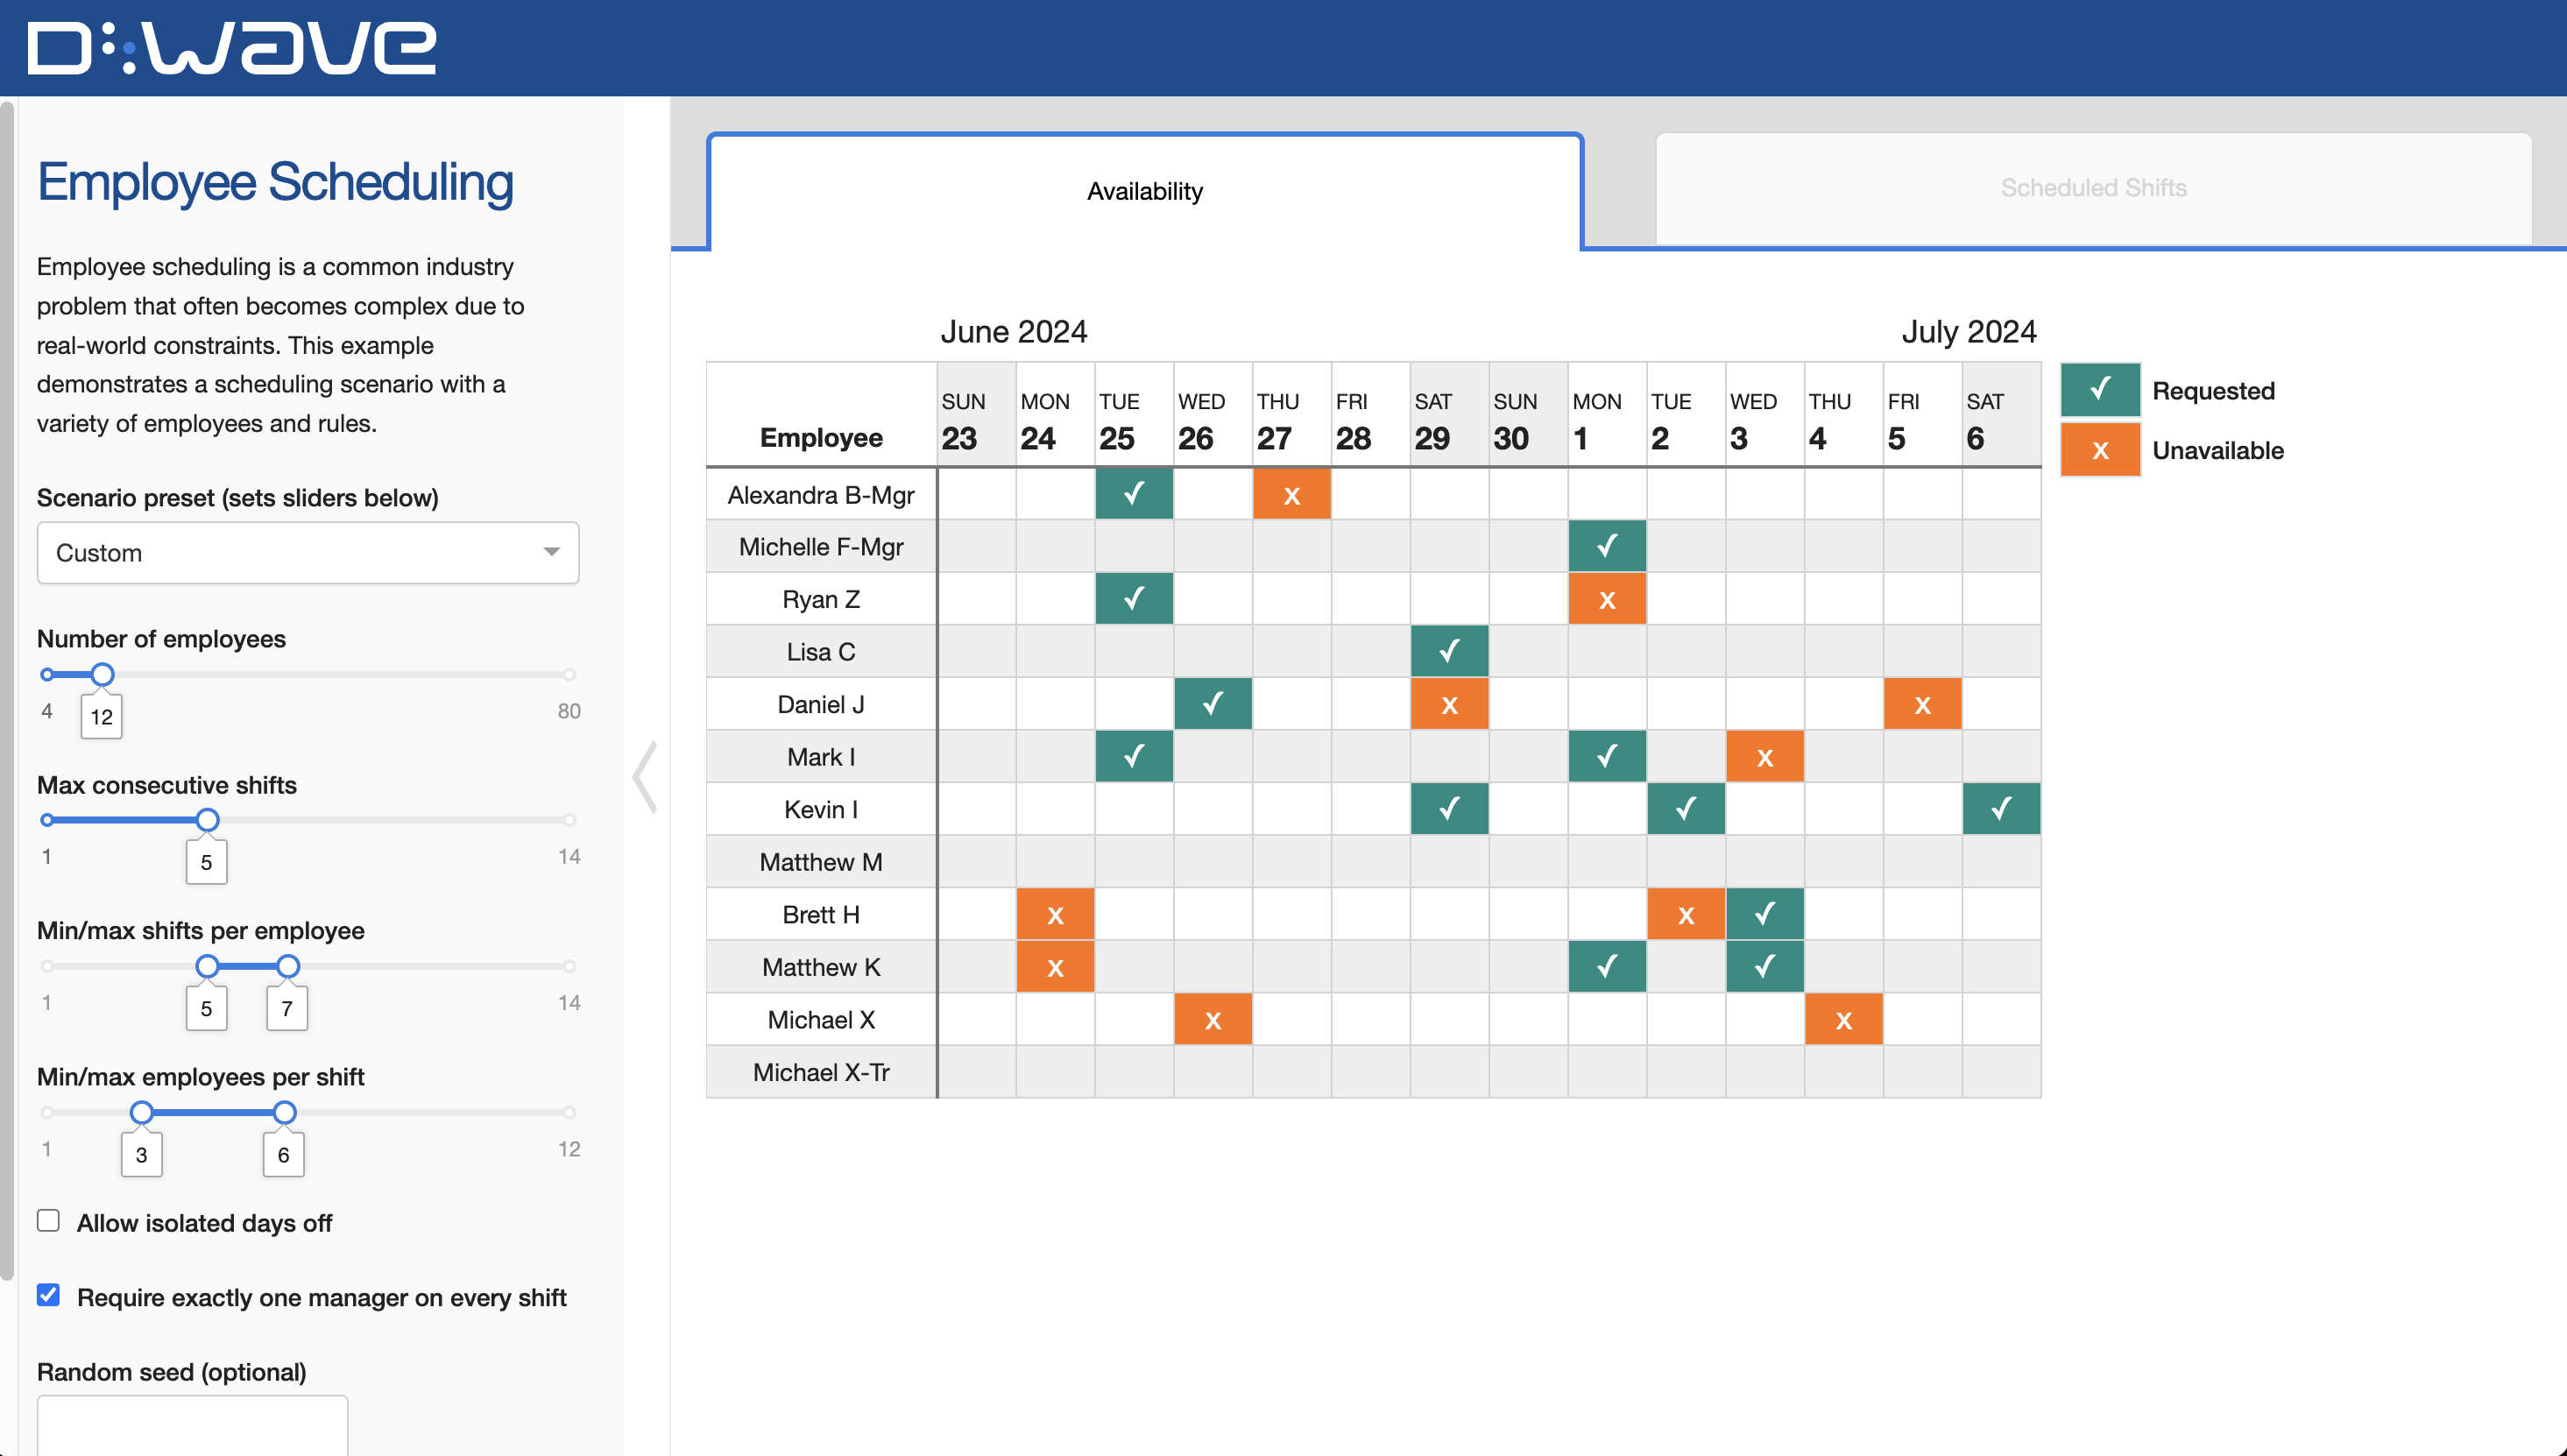 D:Wave
Employee Scheduling
Employee scheduling is a common industry
problem that often becomes complex due to
real-world constraints. This example
demonstrates a scheduling scenario with a
variety of employees and rules.
Scenario preset (sets sliders below)
Custom
Number of employees
4 12 80
Max consecutive shifts
1 5 14
Min/max shifts per employee
1 5 7 14
Min/max employees per shift
1 3 6 12
Allow isolated days off
Require exactly one manager on every shift
Random seed (optional)
Availability
Scheduled Shifts
June 2024 July 2024
SUN MON TUE WED THU FRI SAT SUN MON TUE WED THU FRI SAT
Employee 23 24 25 26 27 28 29 30 1 2 3 4 5 6
Alexandra B-Mgr ✓ x
Michelle F-Mgr ✓
Ryan Z ✓ x
Lisa C ✓
Daniel J ✓ x x
Mark I ✓ ✓ x
Kevin I ✓ ✓ ✓
Matthew M
Brett H x x ✓
Matthew K x ✓ ✓
Michael X x x
Michael X-Tr
✓ Requested
x Unavailable